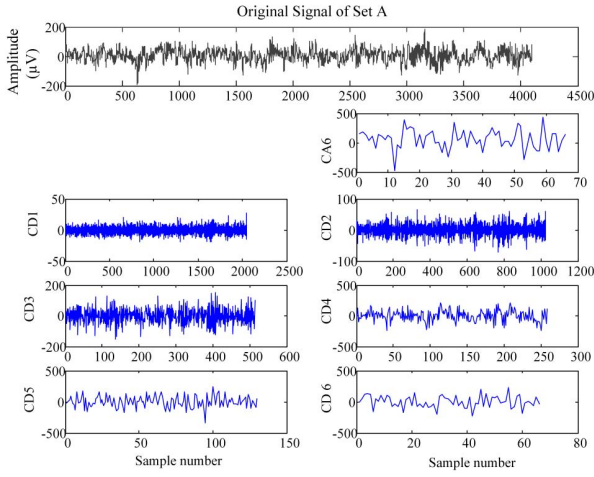 Original Signal of Set A
Amplitude
(μ V)
200
0
-200
0 500 1000 1500 2000 2500 3000 3500 4000 4500
CA6
500
0
-500
0 10 20 30 40 50 60 70
CD1
50
0
-50
0 500 1000 1500 2000 2500
CD2
100
0
-100
0 200 400 600 800 1000 1200
CD3
200
0
-200
0 100 200 300 400 500 600
CD4
500
0
-500
0 50 100 150 200 250 300
CD5
500
0
-500
0 50 100 150
Sample number
CD 6
500
0
-500
0 20 40 60 80
Sample number